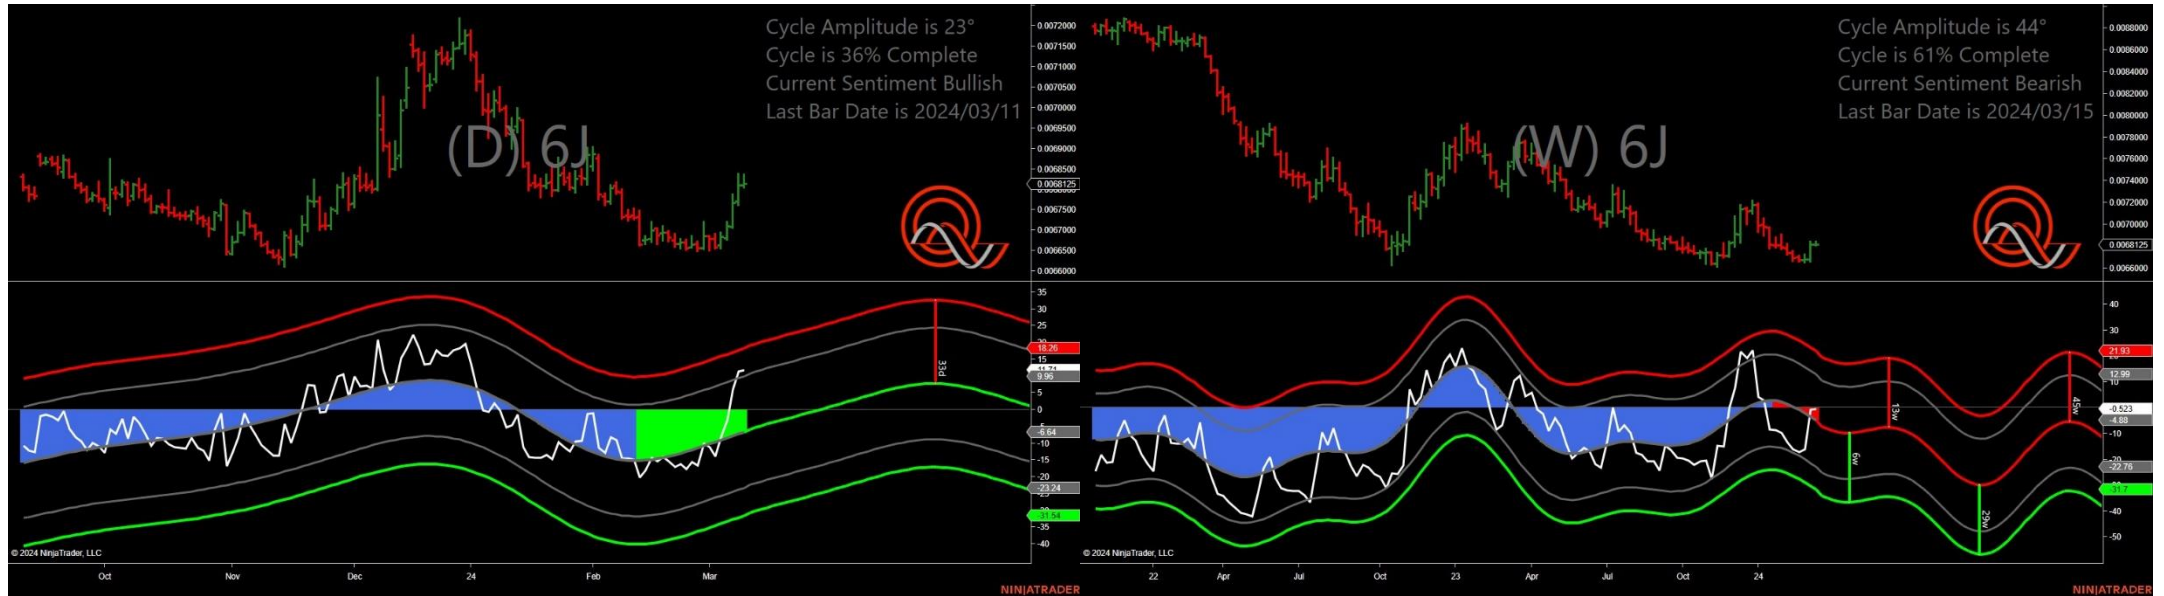 Cycle Amplitude is 23°
Cycle is 36% Complete
Current Sentiment Bullish
Last Bar Date is 2024/03/11
(D) 6J
0.0072000
0.0071500
0.0071000
0.0070500
0.0070000
0.0069500
0.0069000
0.0068500
0.0068125
0.0067500
0.0067000
0.0066500
0.0066000
35
30
25
18.26
15
9.96
5
0
-5
-6.64
-10
-15
-20
-23.24
-31.54
-35
-40
33d
© 2024 NinjaTrader, LLC
Oct
Nov
Dec
24
Feb
Mar
NINJATRADER
Cycle Amplitude is 44°
Cycle is 61% Complete
Current Sentiment Bearish
Last Bar Date is 2024/03/15
(W) 6J
0.0088000
0.0086000
0.0084000
0.0082000
0.0080000
0.0078000
0.0076000
0.0074000
0.0072000
0.0070000
0.0068125
0.0066000
40
30
21.93
12.99
10
-0.523
-4.88
-10
-22.76
-31.7
-40
-50
13w
6w
29w
45w
© 2024 NinjaTrader, LLC
22
Apr
Jul
Oct
23
Apr
Jul
Oct
24
NINJATRADER